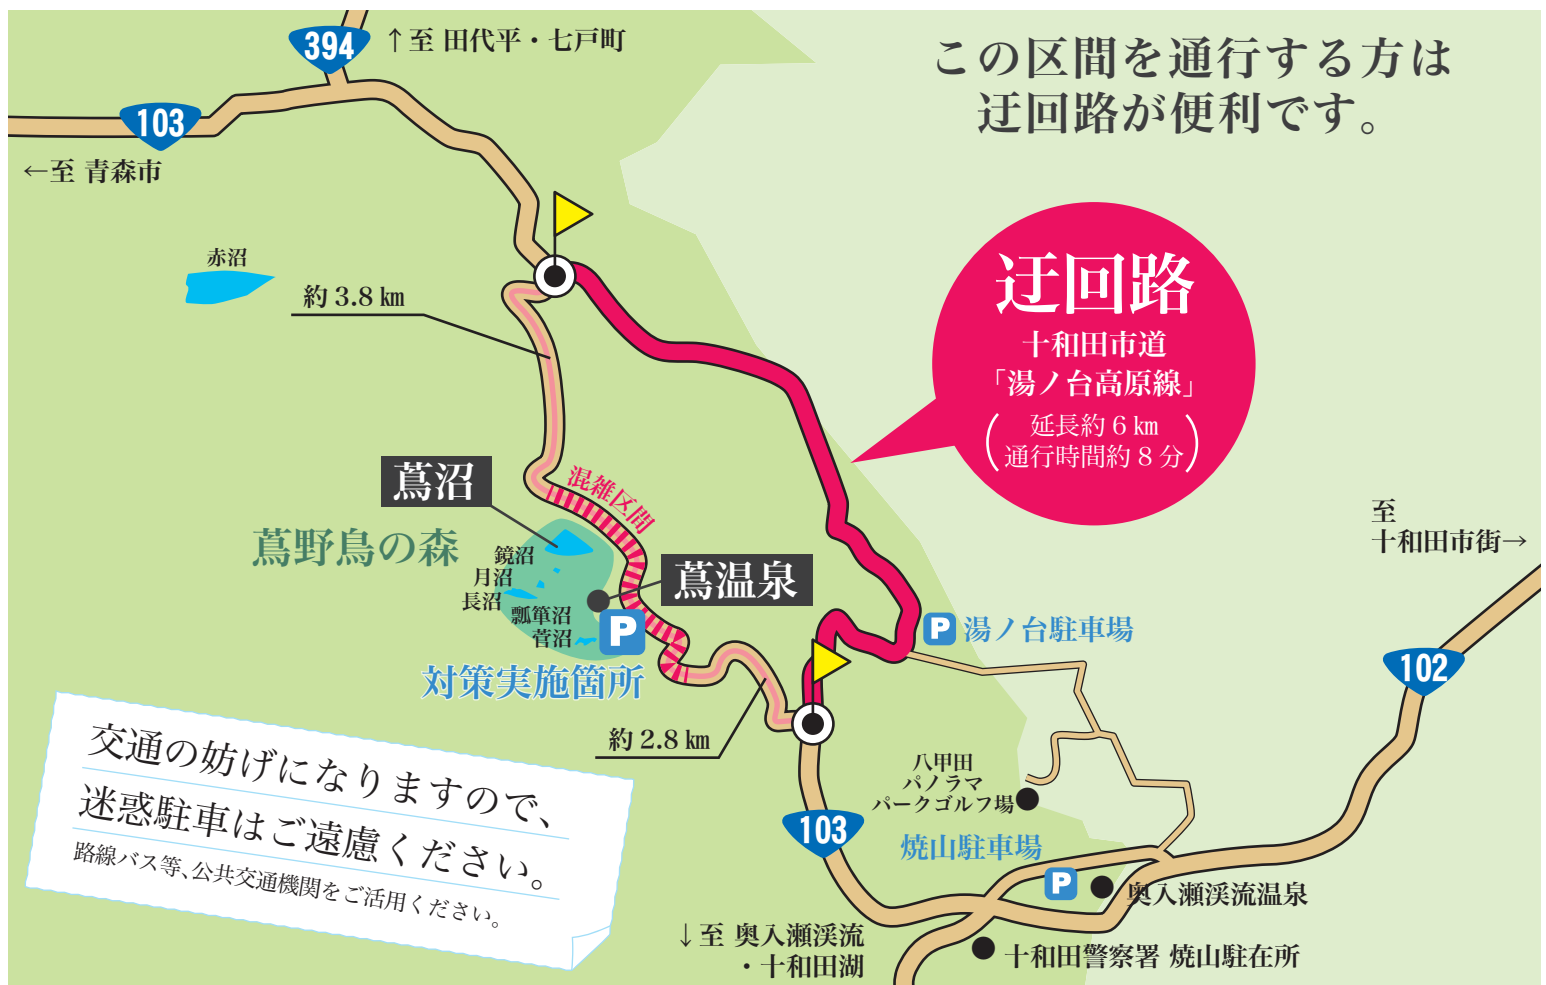 394
↑至 田代平・七戸町
この区間を通行する方は
迂回路が便利です。
103
←至 青森市
赤沼
約 3.8 ㎞
迂回路
十和田市道
「湯ノ台高原線」
延長約 6 ㎞
通行時間約 8 分
蔦沼
混雑区間
蔦野鳥の森
鏡沼
月沼
長沼
瓢箪沼
菅沼
蔦温泉
P
対策実施箇所
至
十和田市街→
P 湯ノ台駐車場
102
約 2.8 ㎞
交通の妨げになりますので、
迷惑駐車はご遠慮ください。
路線バス等、公共交通機関をご活用ください。
八甲田
パノラマ
パークゴルフ場
103
焼山駐車場
P
奥入瀬渓流温泉
↓至 奥入瀬渓流
・十和田湖
十和田警察署 焼山駐在所